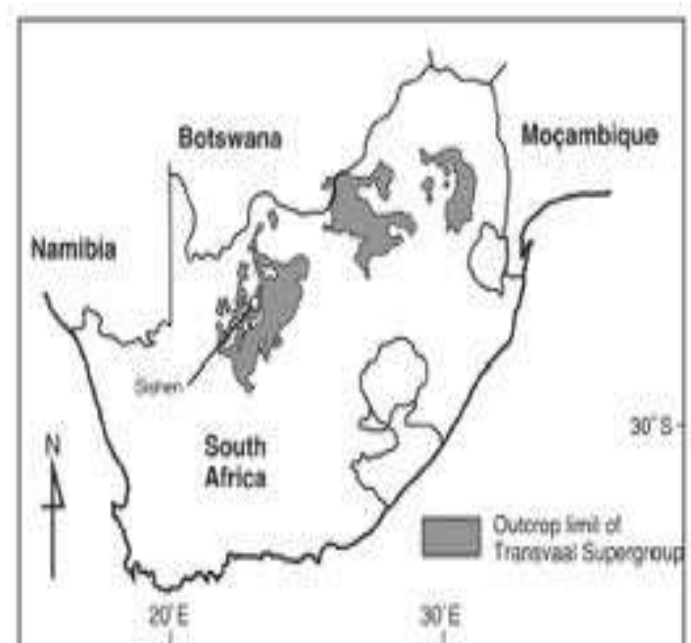 Botswana
Moçambique
Namibia
Sishen
30°S
N
South
Africa
Outcrop limit of
Transvaal Supergroup
20°E
30°E